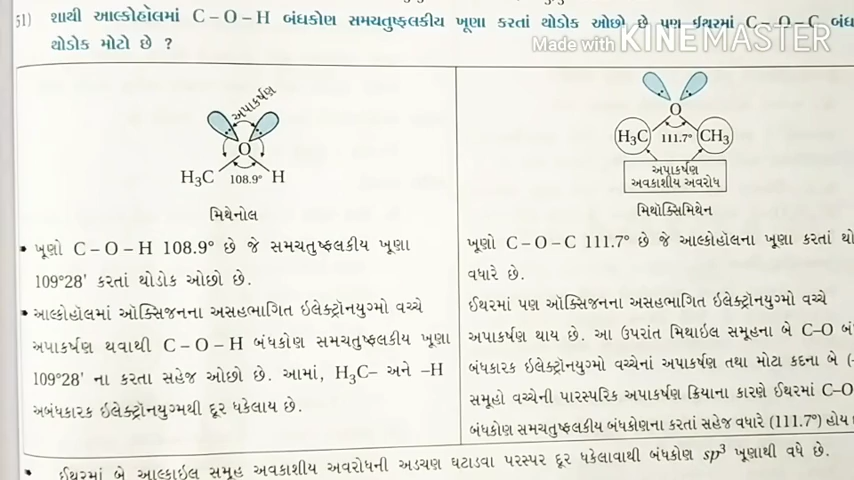 51) શાથી આલ્કોહૉલમાં C – O – H બંધકોણ સમચતુષ્ફલકીય ખૂણા કરતાં થોડોક ઓછો છે પણ ઈથરમાં C – O – C
થોડોક મોટો છે ?
Made with KINEMASTER
અપાકર્ષણ
O
H₃C 108.9° H
મિથેનોલ
• ખૂણો C – O – H 108.9° છે જે સમચતુષ્ફલકીય ખૂણા
109°28' કરતાં થોડોક ઓછો છે.
• આલ્કોહૉલમાં ઑક્સિજનના અસહભાગિત ઇલેક્ટ્રૉનયુગ્મો વચ્ચે
અપાકર્ષણ થવાથી C – O – H બંધકોણ સમચતુષ્ફલકીય ખૂણા
109°28' ના કરતા સહેજ ઓછો છે. આમાં, H₃C– અને –H
અબંધકારક ઇલેક્ટ્રૉનયુગ્મથી દૂર ધકેલાય છે.
O
H₃C 111.7° CH₃
અપાકર્ષણ
અવકાશીય અવરોધ
મિથોક્સિમિથેન
ખૂણો C – O – C 111.7° છે જે આલ્કોહૉલના ખૂણા કરતાં
વધારે છે.
ઈથરમાં પણ ઑક્સિજનના અસહભાગિત ઇલેક્ટ્રૉનયુગ્મો વચ્ચે
અપાકર્ષણ થાય છે. આ ઉપરાંત મિથાઇલ સમૂહના બે C–O
બંધકારક ઇલેક્ટ્રૉનયુગ્મો વચ્ચેનાં અપાકર્ષણ તથા મોટા કદના બે
સમૂહો વચ્ચેની પારસ્પરિક અપાકર્ષણ ક્રિયાના કારણે ઈથરમાં C–O
બંધકોણ સમચતુષ્ફલકીય બંધકોણના કરતાં સહેજ વધારે (111.7°) હોય
• ઈથરમાં બે આલ્કાઇલ સમૂહ અવકાશીય અવરોધની અડચણ ઘટાડવા પરસ્પર દૂર ધકેલાવાથી બંધકોણ sp³ ખૂણાથી વધે છે.